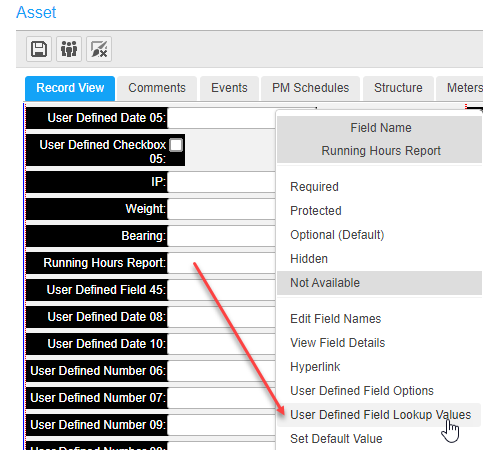 Asset
Record View
Comments
Events
PM Schedules
Structure
Meters
User Defined Date 05:
User Defined Checkbox
05:
IP:
Weight:
Bearing:
Running Hours Report:
User Defined Field 45:
User Defined Date 08:
User Defined Date 10:
User Defined Number 06:
User Defined Number 07:
User Defined Number 09:
Field Name
Running Hours Report
Required
Protected
Optional (Default)
Hidden
Not Available
Edit Field Names
View Field Details
Hyperlink
User Defined Field Options
User Defined Field Lookup Values
Set Default Value